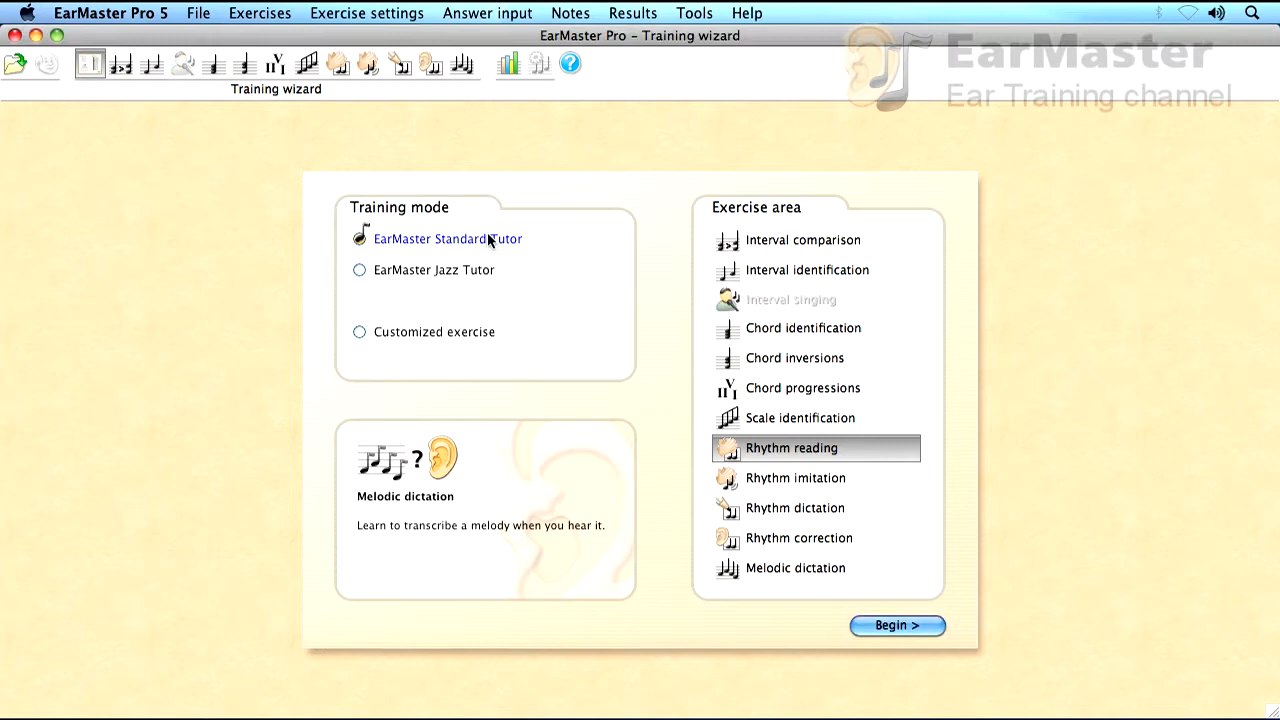 EarMaster Pro 5 File Exercises Exercise settings Answer input Notes Results Tools Help
EarMaster Pro – Training wizard
Training wizard
EarMaster
Ear Training channel
Training mode
EarMaster Standard Tutor
EarMaster Jazz Tutor
Customized exercise
?
Melodic dictation
Learn to transcribe a melody when you hear it.
Exercise area
Interval comparison
Interval identification
Interval singing
Chord identification
Chord inversions
Chord progressions
Scale identification
Rhythm reading
Rhythm imitation
Rhythm dictation
Rhythm correction
Melodic dictation
Begin >